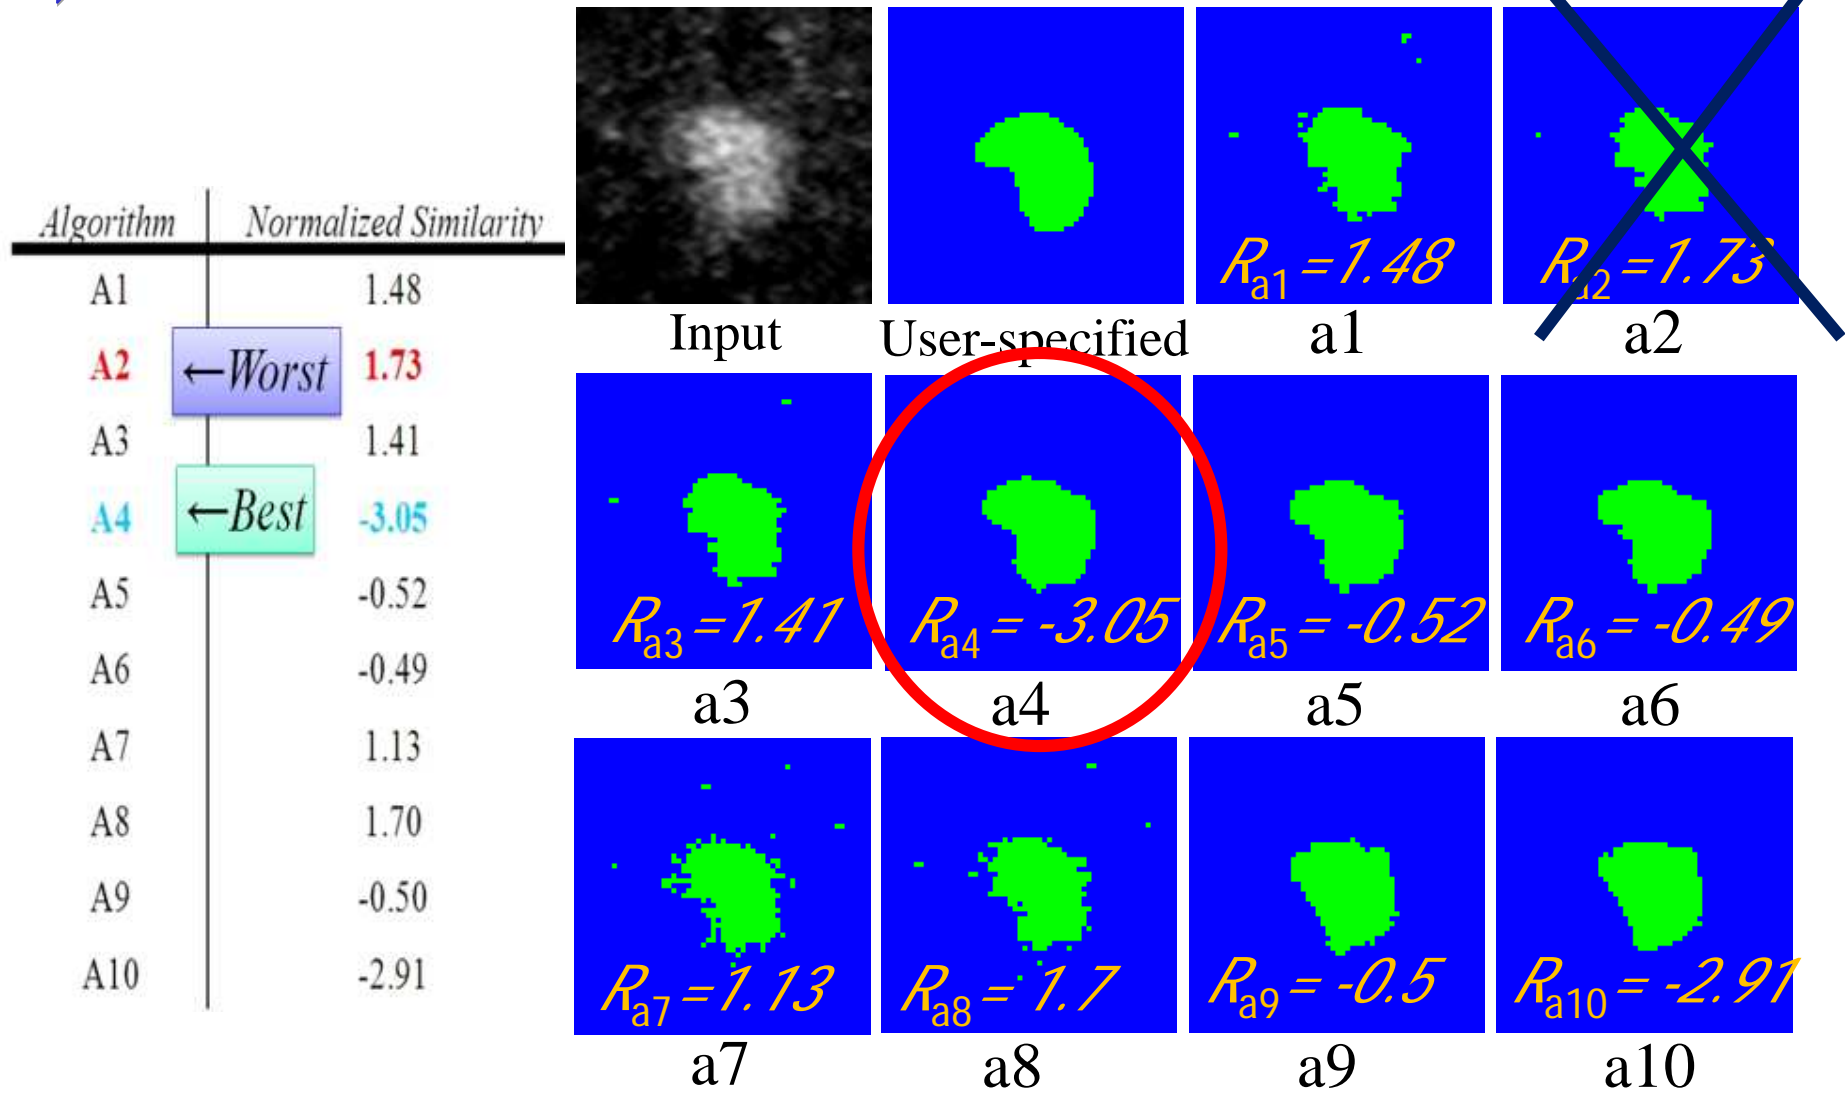 Algorithm Normalized Similarity
A1 1.48
A2 ←Worst 1.73
A3 1.41
A4 ←Best -3.05
A5 -0.52
A6 -0.49
A7 1.13
A8 1.70
A9 -0.50
A10 -2.91
Ra1 =1.48 Ra2 =1.73
Input User-specified a1 a2
Ra3 =1.41 Ra4 = -3.05 Ra5 = -0.52 Ra6 = -0.49
a3 a4 a5 a6
Ra7 =1.13 Ra8 = 1.7 Ra9 = -0.5 Ra10 = -2.91
a7 a8 a9 a10